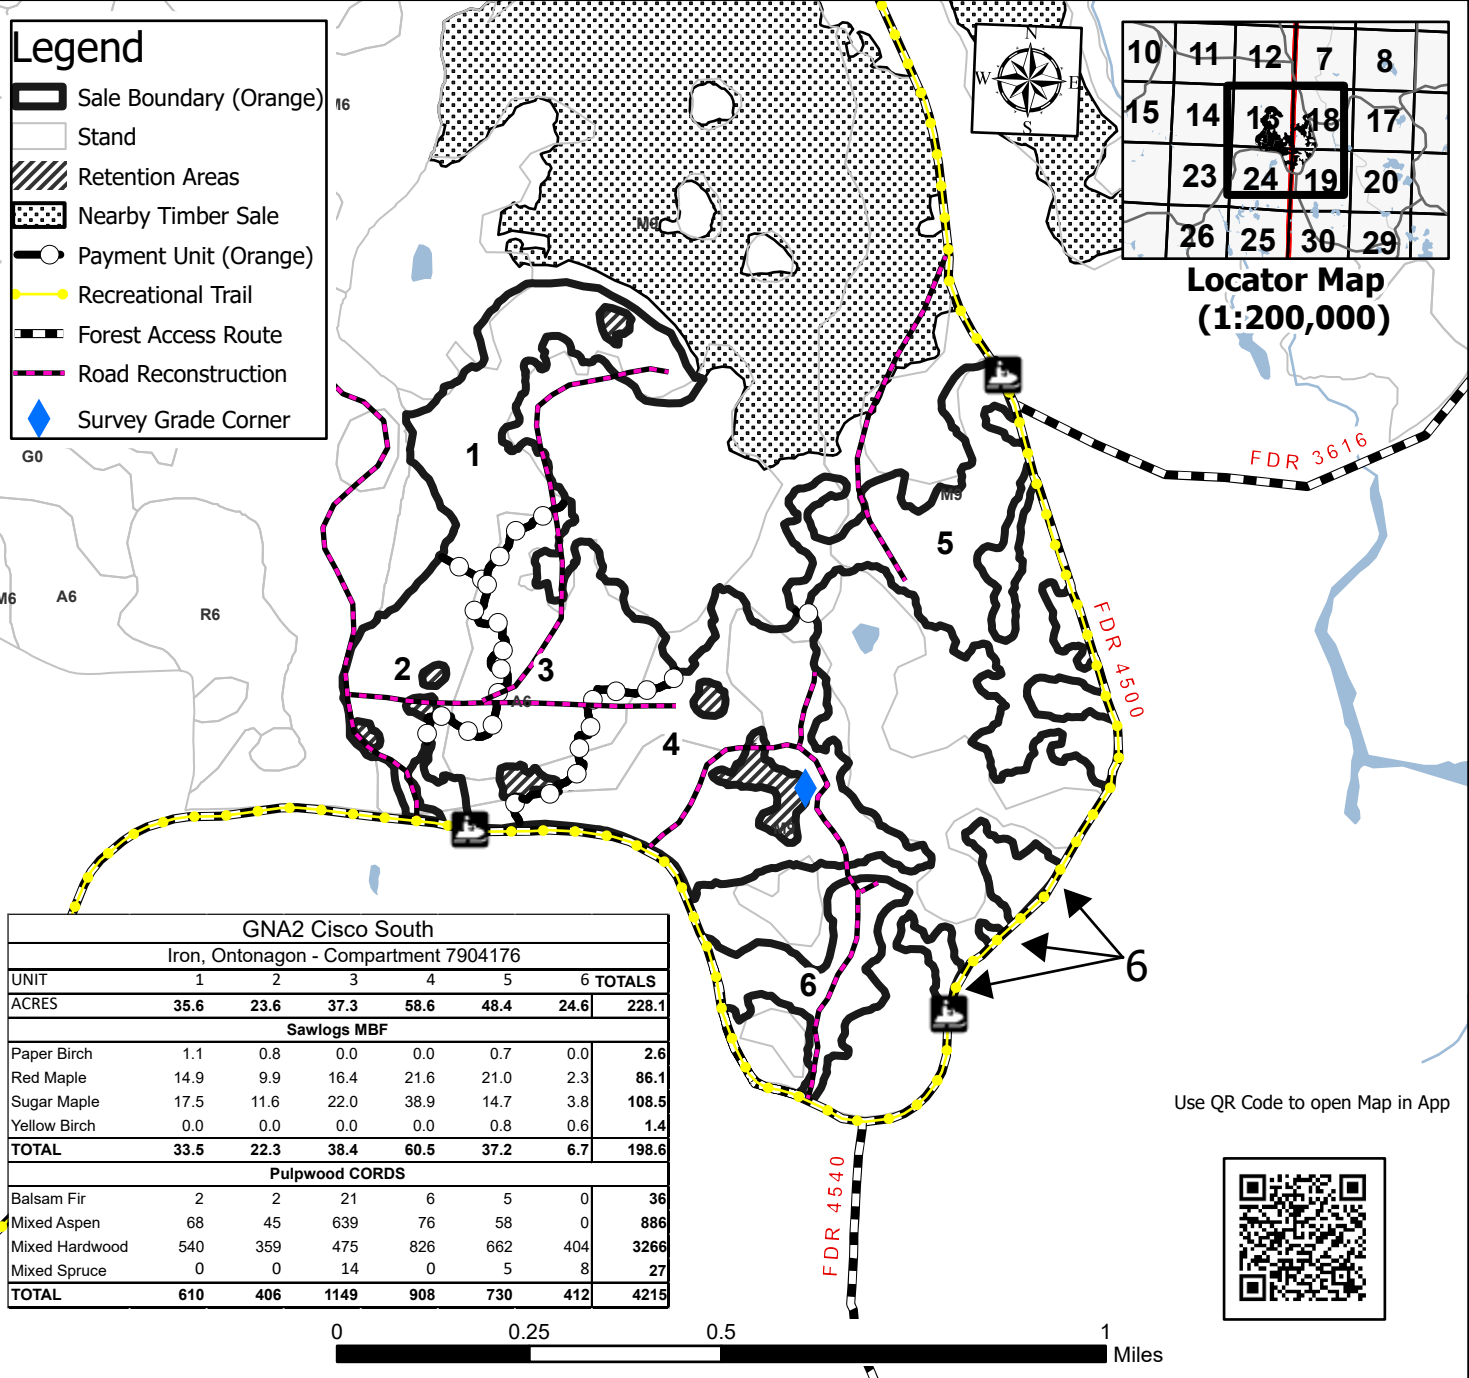 Legend
Sale Boundary (Orange)
Stand
Retention Areas
Nearby Timber Sale
Payment Unit (Orange)
Recreational Trail
Forest Access Route
Road Reconstruction
Survey Grade Corner
N
W E
S
10 11 12 7 8
15 14 13 18 17
23 24 19 20
26 25 30 29
Locator Map
(1:200,000)
M6
G0
M6
A6
R6
1
2
3
A6
4
5
M9
6
6
FDR 3616
FDR 4500
FDR 4540
GNA2 Cisco South
Iron, Ontonagon - Compartment 7904176
UNIT 1 2 3 4 5 6 TOTALS
ACRES 35.6 23.6 37.3 58.6 48.4 24.6 228.1
Sawlogs MBF
Paper Birch 1.1 0.8 0.0 0.0 0.7 0.0 2.6
Red Maple 14.9 9.9 16.4 21.6 21.0 2.3 86.1
Sugar Maple 17.5 11.6 22.0 38.9 14.7 3.8 108.5
Yellow Birch 0.0 0.0 0.0 0.0 0.8 0.6 1.4
TOTAL 33.5 22.3 38.4 60.5 37.2 6.7 198.6
Pulpwood CORDS
Balsam Fir 2 2 21 6 5 0 36
Mixed Aspen 68 45 639 76 58 0 886
Mixed Hardwood 540 359 475 826 662 404 3266
Mixed Spruce 0 0 14 0 5 8 27
TOTAL 610 406 1149 908 730 412 4215
Use QR Code to open Map in App
0 0.25 0.5 1
Miles